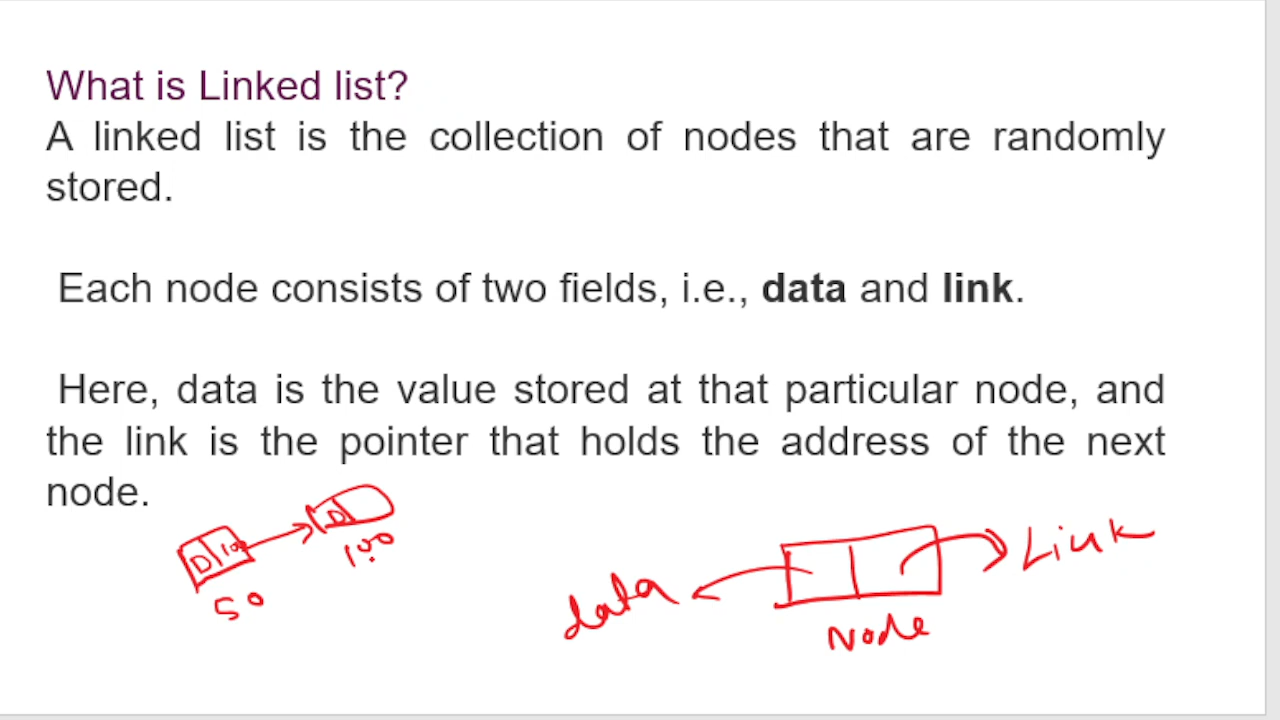 What is Linked list?
A linked list is the collection of nodes that are randomly
stored.
Each node consists of two fields, i.e., data and link.
Here, data is the value stored at that particular node, and
the link is the pointer that holds the address of the next
node.
D 100
50
D
100
data
Node
Link